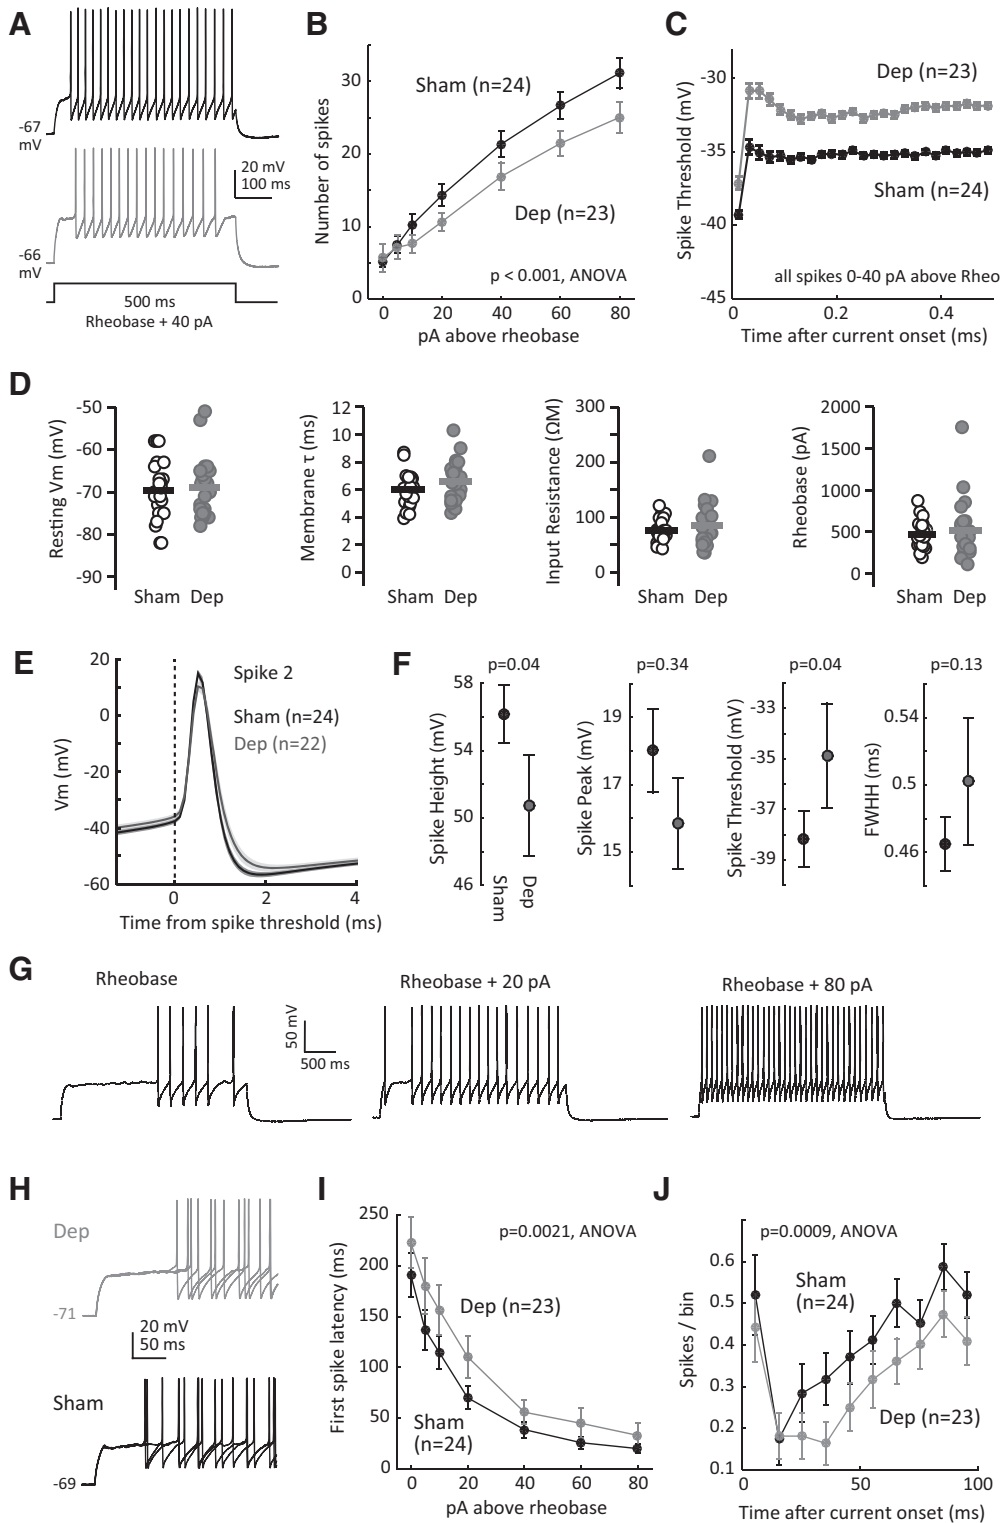 A
-67
mV
20 mV
100 ms
-66
mV
500 ms
Rheobase + 40 pA
B
Number of spikes
30
20
10
0
Sham (n=24)
Dep (n=23)
p < 0.001, ANOVA
0 20 40 60 80
pA above rheobase
C
Spike Threshold (mV)
-30
-35
-40
-45
Dep (n=23)
Sham (n=24)
all spikes 0-40 pA above Rheo
0 0.2 0.4
Time after current onset (ms)
D
Resting Vm (mV)
-50
-60
-70
-80
-90
Sham Dep
Membrane τ (ms)
12
10
8
6
4
2
0
Sham Dep
Input Resistance (ΩM)
300
200
100
0
Sham Dep
Rheobase (pA)
2000
1500
1000
500
0
Sham Dep
E
Vm (mV)
20
0
-20
-40
-60
Spike 2
Sham (n=24)
Dep (n=22)
0 2 4
Time from spike threshold (ms)
F
p=0.04
Spike Height (mV)
58
54
50
46
Sham
Dep
p=0.34
Spike Peak (mV)
19
17
15
p=0.04
Spike Threshold (mV)
-33
-35
-37
-39
p=0.13
FWHH (ms)
0.54
0.5
0.46
G
Rheobase
50 mV
500 ms
Rheobase + 20 pA
Rheobase + 80 pA
H
Dep
-71
20 mV
50 ms
Sham
-69
I
First spike latency (ms)
250
200
150
100
50
0
p=0.0021, ANOVA
Dep (n=23)
Sham
(n=24)
0 20 40 60 80
pA above rheobase
J
Spikes / bin
0.6
0.5
0.4
0.3
0.2
0.1
p=0.0009, ANOVA
Sham
(n=24)
Dep (n=23)
0 50 100
Time after current onset (ms)